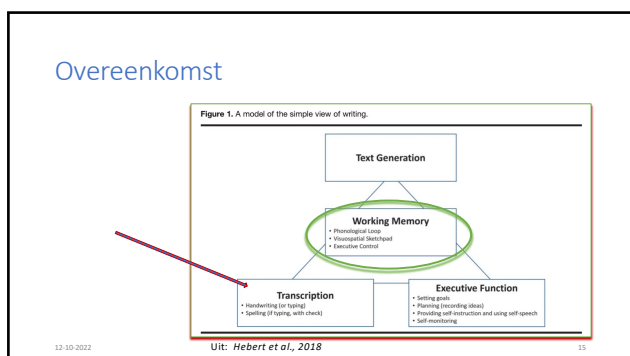 Overeenkomst
Figure 1. A model of the simple view of writing.
Text Generation
Working Memory
• Phonological Loop
• Visuospatial Sketchpad
• Executive Control
Transcription
• Handwriting (or typing)
• Spelling (if typing, with check)
Executive Function
• Setting goals
• Planning (recording ideas)
• Providing self-instruction and using self-speech
• Self-monitoring
12-10-2022
Uit: Hebert et al., 2018
15